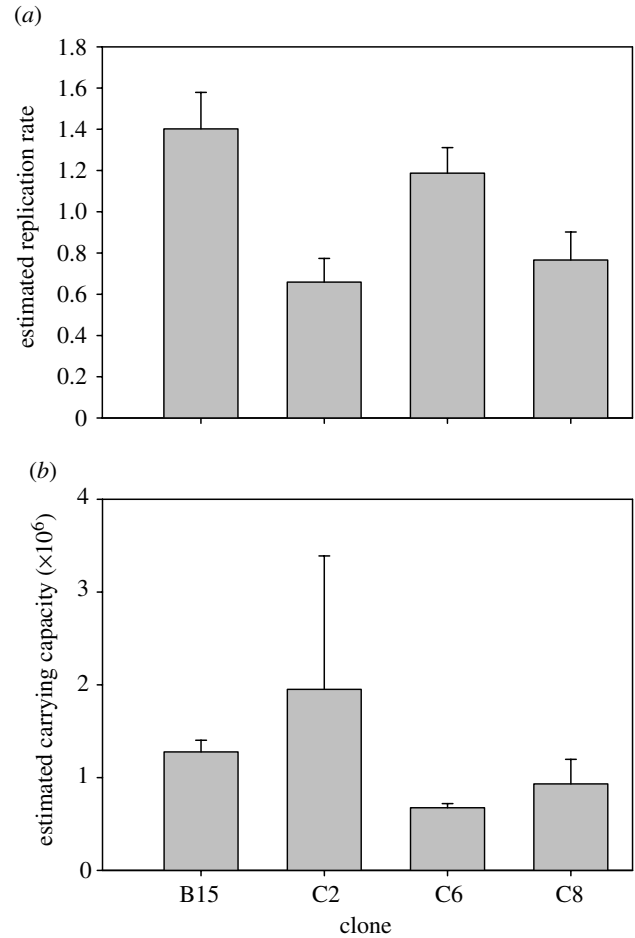 (a)
1.8
1.6
1.4
1.2
1.0
0.8
0.6
0.4
0.2
0
estimated replication rate
(b)
4
3
2
1
0
estimated carrying capacity (×10⁶)
B15 C2 C6 C8
clone